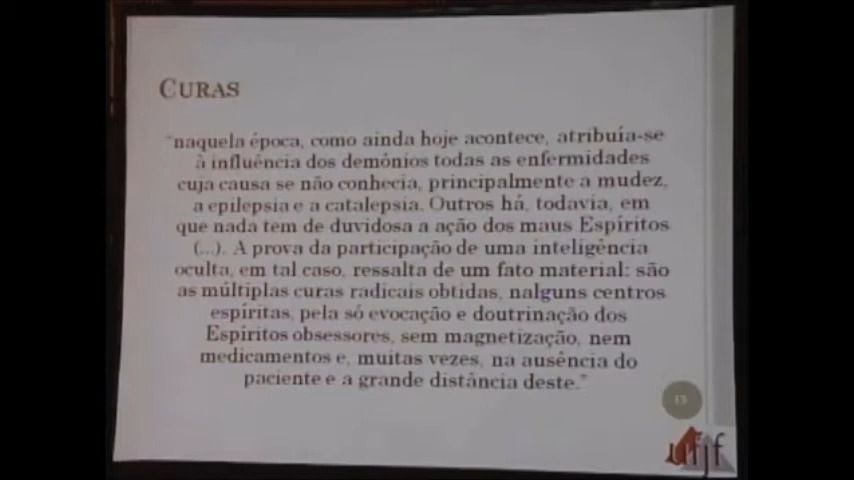 CURAS
"naquela época, como ainda hoje acontece, atribuía-se
à influência dos demônios todas as enfermidades
cuja causa se não conhecia, principalmente a mudez,
a epilepsia e a catalepsia. Outros há, todavia, em
que nada tem de duvidosa a ação dos maus Espíritos
(...). A prova da participação de uma inteligência
oculta, em tal caso, ressalta de um fato material: são
as múltiplas curas radicais obtidas, nalguns centros
espíritas, pela só evocação e doutrinação dos
Espíritos obsessores, sem magnetização, nem
medicamentos e, muitas vezes, na ausência do
paciente e a grande distância deste."
ufjf